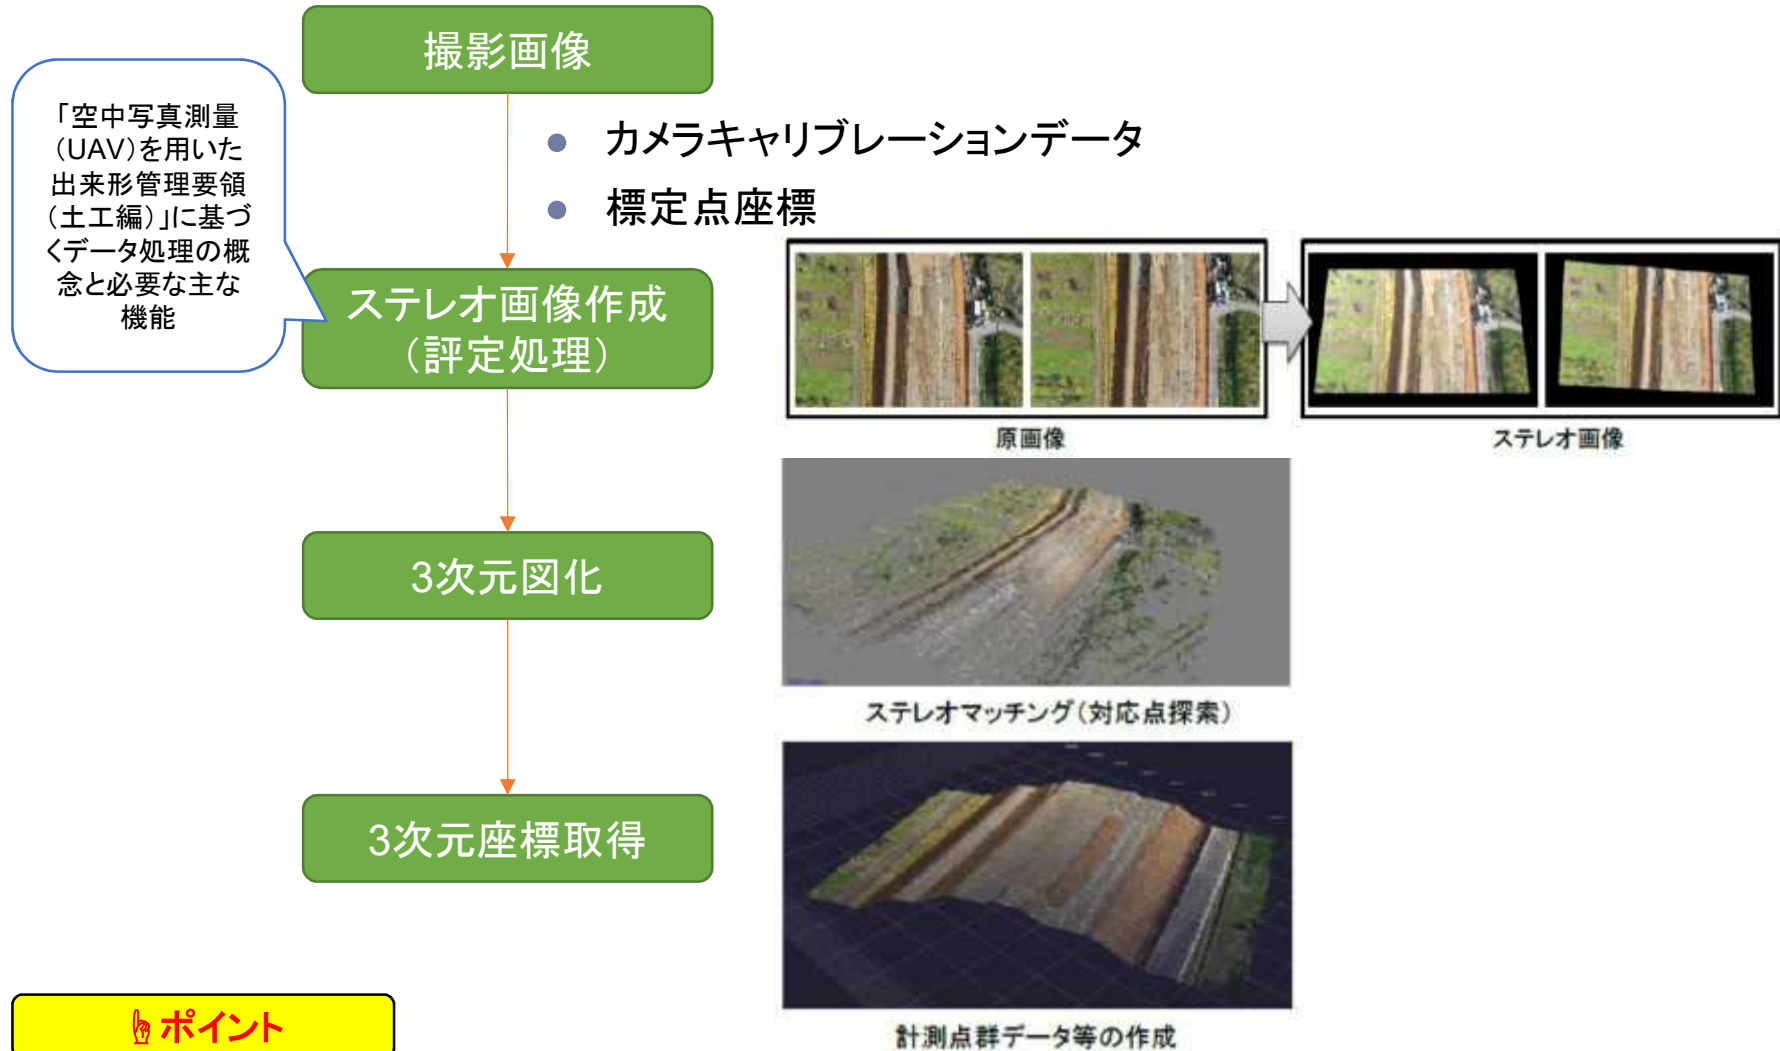 撮影画像
「空中写真測量
（UAV）を用いた
出来形管理要領
（土工編）」に基づ
くデータ処理の概
念と必要な主な
機能
● カメラキャリブレーションデータ
● 標定点座標
ステレオ画像作成
（評定処理）
原画像
ステレオ画像
3次元図化
ステレオマッチング（対応点探索）
3次元座標取得
計測点群データ等の作成
☝ポイント